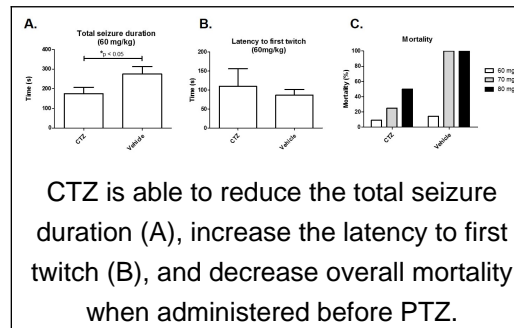 A.
Total seizure duration
(60 mg/kg)
*p < 0.05
Time (s)
400
300
200
100
0
CTZ
Vehicle
B.
Latency to first twitch
(60mg/kg)
Time (s)
200
150
100
50
0
CTZ
Vehicle
C.
Mortality
Mortality (%)
100
80
60
40
20
0
CTZ
Vehicle
60 mg
70 mg
80 mg
CTZ is able to reduce the total seizure
duration (A), increase the latency to first
twitch (B), and decrease overall mortality
when administered before PTZ.